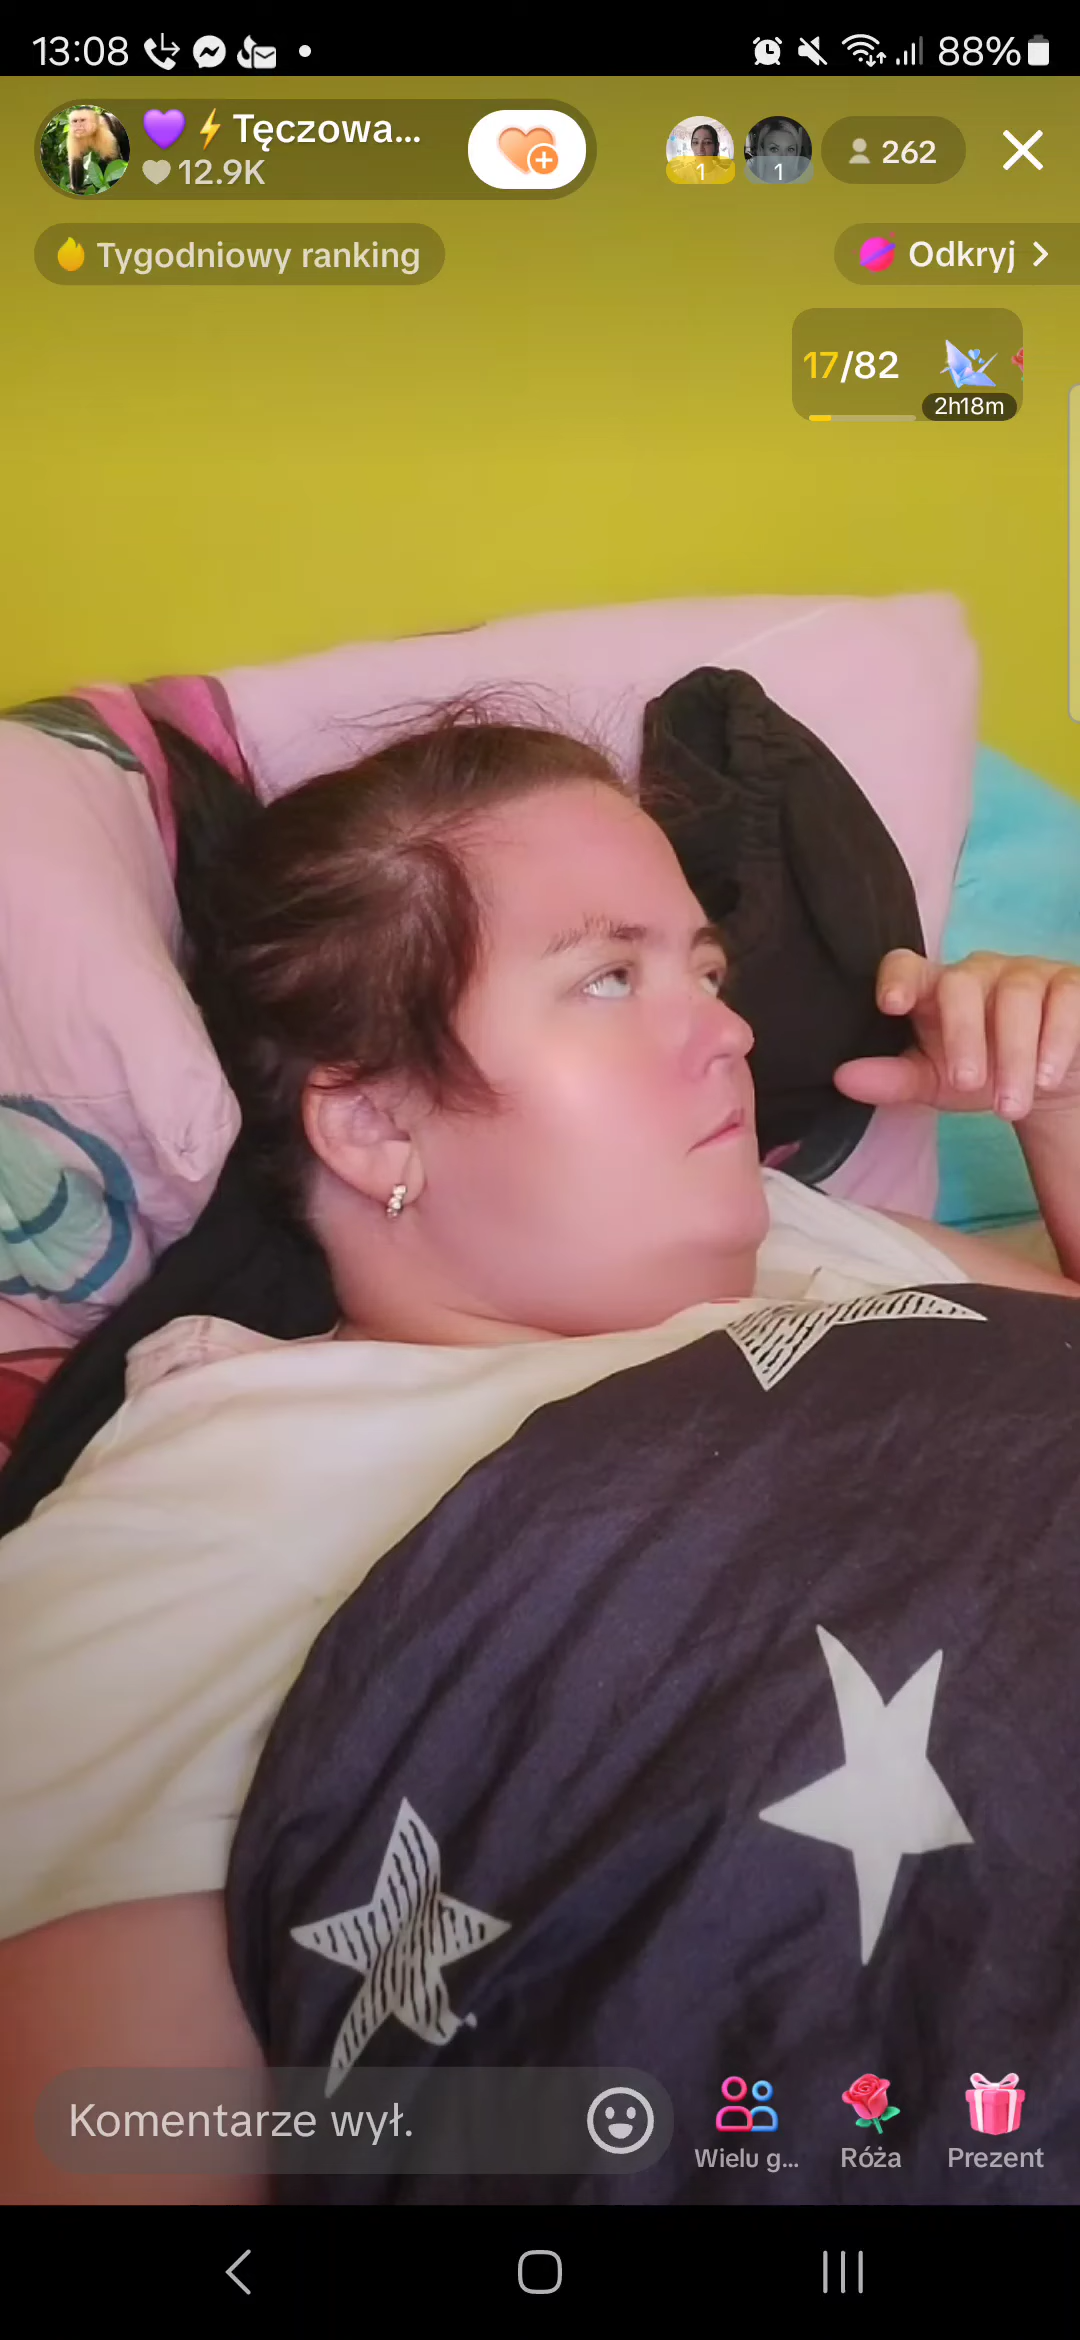 13:08
88%
💜⚡Tęczowa...
12.9K
1
1
262
Tygodniowy ranking
Odkryj >
17/82
2h18m
Komentarze wył.
Wielu g...
Róża
Prezent